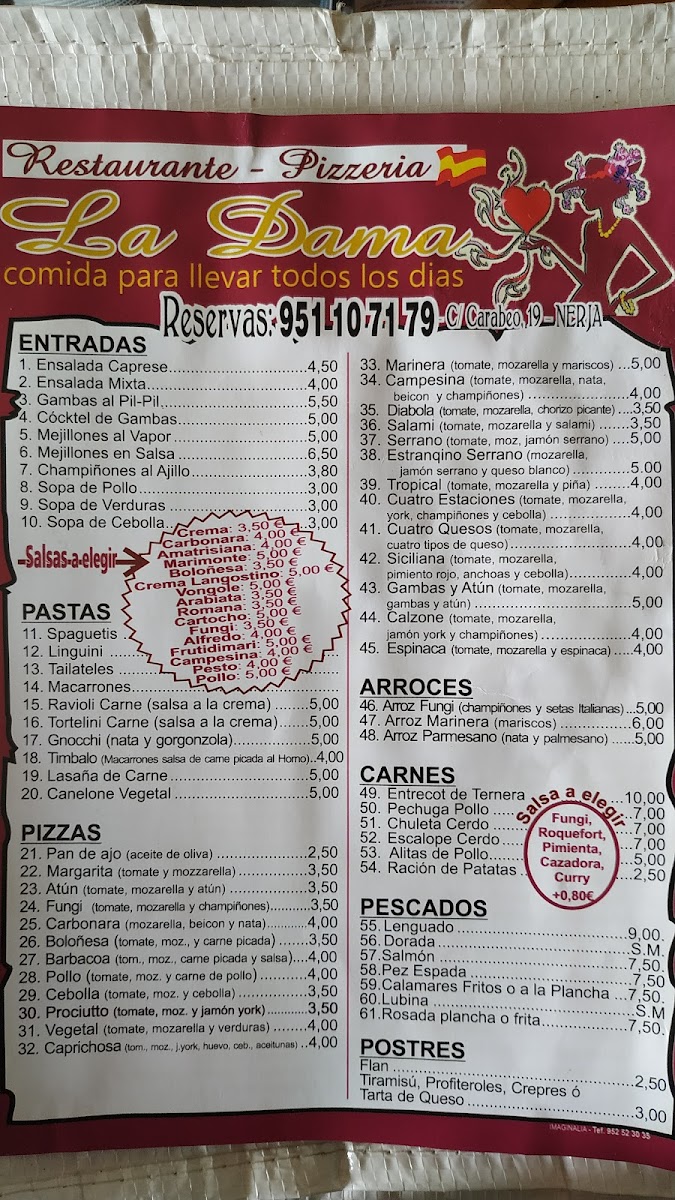 Restaurante - Pizzeria
La Dama
comida para llevar todos los dias
Reservas: 951 10 71 79 - C/ Carabeo, 19 - NERJA
ENTRADAS
1. Ensalada Caprese..............................4,50
2. Ensalada Mixta..............................4,00
3. Gambas al Pil-Pil..............................5,50
4. Cócktel de Gambas..............................5,00
5. Mejillones al Vapor..............................5,00
6. Mejillones en Salsa..............................6,50
7. Champiñones al Ajillo..............................3,80
8. Sopa de Pollo..............................3,00
9. Sopa de Verduras..............................3,00
10. Sopa de Cebolla..............................3,00
Salsas a elegir
Crema: 3,50 €
Carbonara: 4,00 €
Amatrisiana: 4,00 €
Marimonte: 5,00 €
Boloñesa: 3,50 €
Crema Langostino: 5,00 €
Vongole: 5,00 €
Arabiata: 3,50 €
Romana: 3,50 €
Cartocho: 5,00 €
Fungi: 3,50 €
Alfredo: 4,00 €
Frutidimari: 5,00 €
Campesina: 4,00 €
Pesto: 4,00 €
Pollo: 5,00 €
PASTAS
11. Spaguetis
12. Linguini
13. Tailateles
14. Macarrones
15. Ravioli Carne (salsa a la crema)........5,00
16. Tortelini Carne (salsa a la crema)......5,00
17. Gnocchi (nata y gorgonzola)..............5,00
18. Timbalo (Macarrones salsa de carne picada al Horno)..4,00
19. Lasaña de Carne..............................5,00
20. Canelone Vegetal..............................5,00
PIZZAS
21. Pan de ajo (aceite de oliva)..............2,50
22. Margarita (tomate y mozzarella)..............3,50
23. Atún (tomate, mozarella y atún)..............3,50
24. Fungi (tomate, mozarella y champiñones)........3,50
25. Carbonara (mozarella, beicon y nata)..........4,00
26. Boloñesa (tomate, moz., y carne picada).......3,50
27. Barbacoa (tom., moz., carne picada y salsa)....4,00
28. Pollo (tomate, moz. y carne de pollo)..........4,00
29. Cebolla (tomate, moz. y cebolla)..............3,50
30. Prociutto (tomate, moz. y jamón york)..........3,50
31. Vegetal (tomate, mozarella y verduras)........4,00
32. Caprichosa (tom., moz., j.york, huevo, ceb., aceitunas)..4,00
33. Marinera (tomate, mozarella y mariscos)...5,00
34. Campesina (tomate, mozarella, nata,
beicon y champiñones)....................4,00
35. Diabola (tomate, mozarella, chorizo picante)....3,50
36. Salami (tomate, mozarella y salami)........3,50
37. Serrano (tomate, moz, jamón serrano)......5,00
38. Estranqino Serrano (mozarella,
jamón serrano y queso blanco)..............5.00
39. Tropical (tomate, mozarella y piña)........4,00
40. Cuatro Estaciones (tomate, mozarella,
york, champiñones y cebolla)..............4,00
41. Cuatro Quesos (tomate, mozarella,
cuatro tipos de queso)....................4,00
42. Siciliana (tomate, mozarella,
pimiento rojo, anchoas y cebolla)..........4,00
43. Gambas y Atún (tomate, mozarella,
gambas y atún)..............................5,00
44. Calzone (tomate, mozarella,
jamón york y champiñones)..............4,00
45. Espinaca (tomate, mozarella y espinaca).....4,00
ARROCES
46. Arroz Fungi (champiñones y setas Italianas)...5,00
47. Arroz Marinera (mariscos)..............6,00
48. Arroz Parmesano (nata y palmesano)......5,00
CARNES
49. Entrecot de Ternera..............10,00
50. Pechuga Pollo..............7,00
51. Chuleta Cerdo..............7,00
52. Escalope Cerdo..............7,00
53. Alitas de Pollo..............5,00
54. Ración de Patatas..............2,50
Salsa a elegir
Fungi,
Roquefort,
Pimienta,
Cazadora,
Curry
+0,80€
PESCADOS
55. Lenguado..............................9,00.
56. Dorada..............................S.M.
57. Salmón..............................7,50.
58. Pez Espada..............................7,50
59. Calamares Fritos o a la Plancha...7,50.
60. Lubina..............................S.M
61. Rosada plancha o frita..............7,50.
POSTRES
Flan..............................2,50
Tiramisú, Profiteroles, Crepres ó
Tarta de Queso..............................3,00
IMAGINALIA - Tef. 952 52 30 35